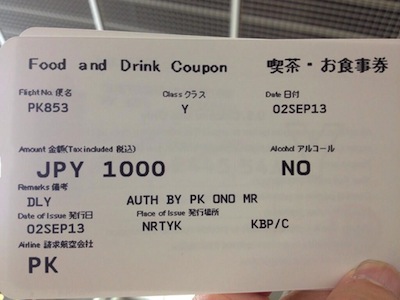 Food and Drink Coupon 喫茶・お食事券
Flight No. 便名 Class クラス Date 日付
PK853 Y 02SEP13
Amount 金額(Tax included 税込) Alcohol アルコール
JPY 1000 NO
Remarks 備考
DLY AUTH BY PK ONO MR
Date of Issue 発行日 Place of Issue 発行場所
02SEP13 NRTYK KBP/C
Airline 請求航空会社
PK